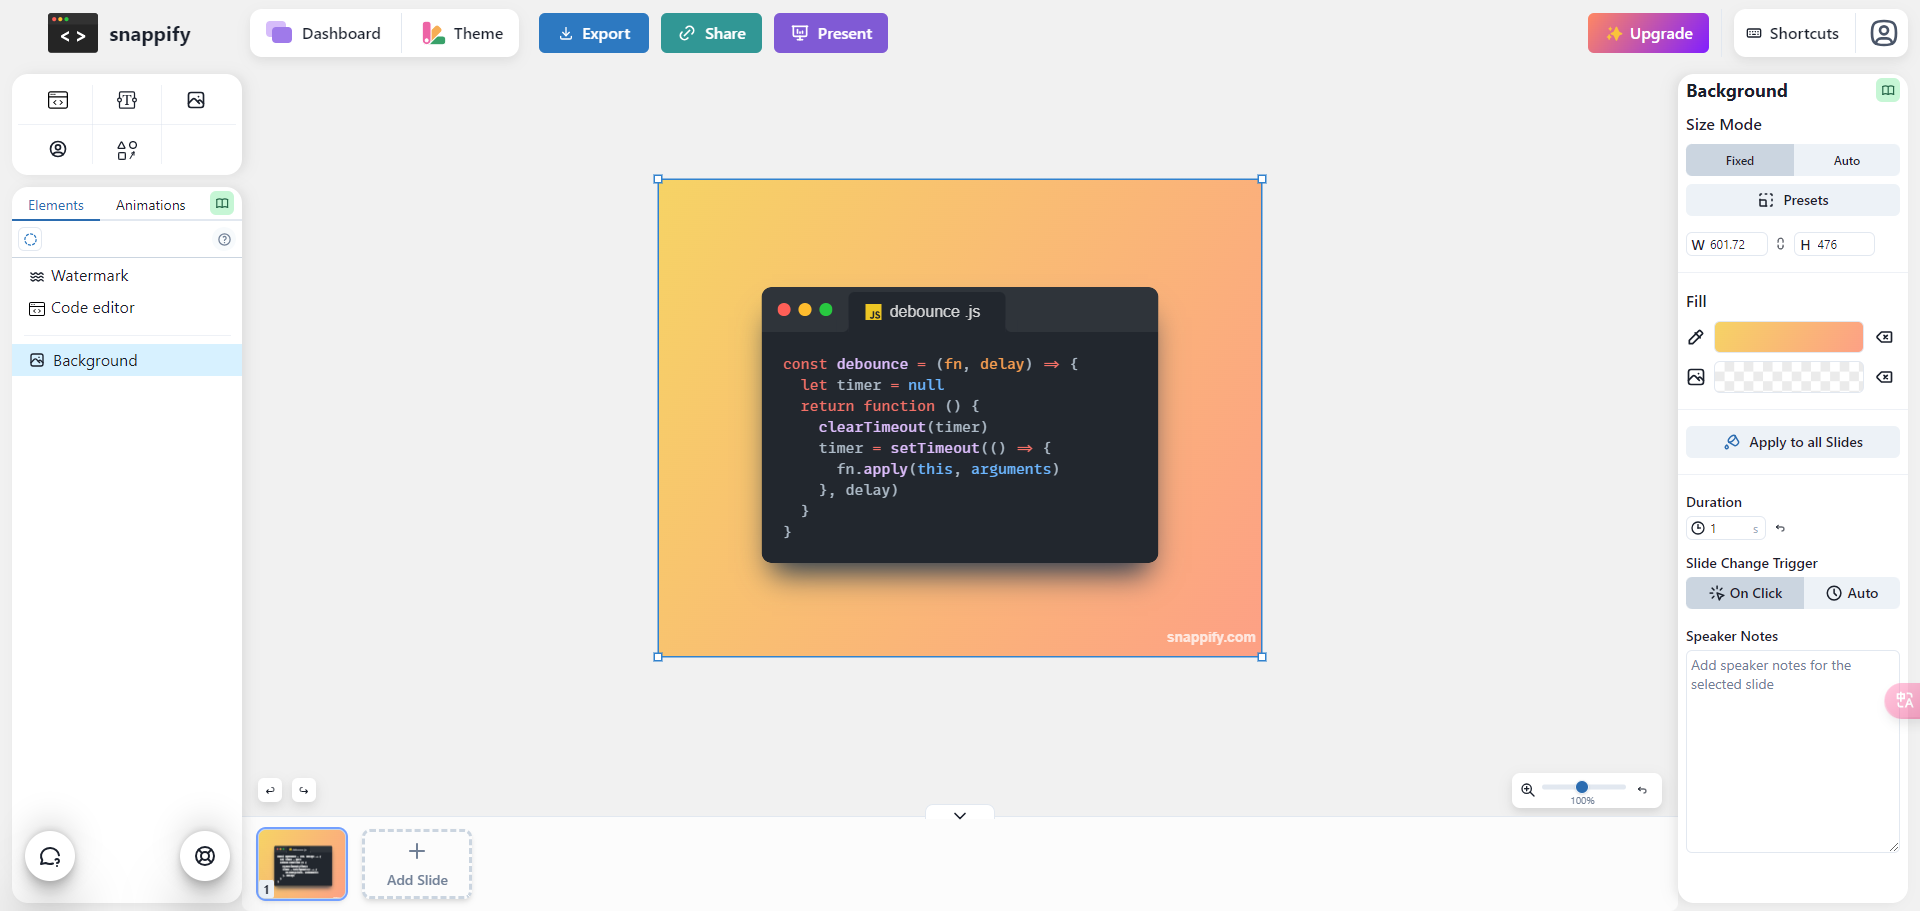 snappify
Dashboard
Theme
Export
Share
Present
Upgrade
Shortcuts
Elements
Animations
Watermark
Code editor
Background
JS debounce .js
const debounce = (fn, delay) => {
  let timer = null
  return function () {
    clearTimeout(timer)
    timer = setTimeout(() => {
      fn.apply(this, arguments)
    }, delay)
  }
}
snappify.com
100%
1
Add Slide
Background
Size Mode
Fixed
Auto
Presets
W 601.72
H 476
Fill
Apply to all Slides
Duration
1 s
Slide Change Trigger
On Click
Auto
Speaker Notes
Add speaker notes for the
selected slide